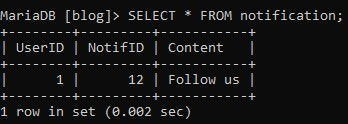 MariaDB [blog]> SELECT * FROM notification;
+--------+---------+-----------+
| UserID | NotifID | Content   |
+--------+---------+-----------+
|      1 |      12 | Follow us |
+--------+---------+-----------+
1 row in set (0.002 sec)